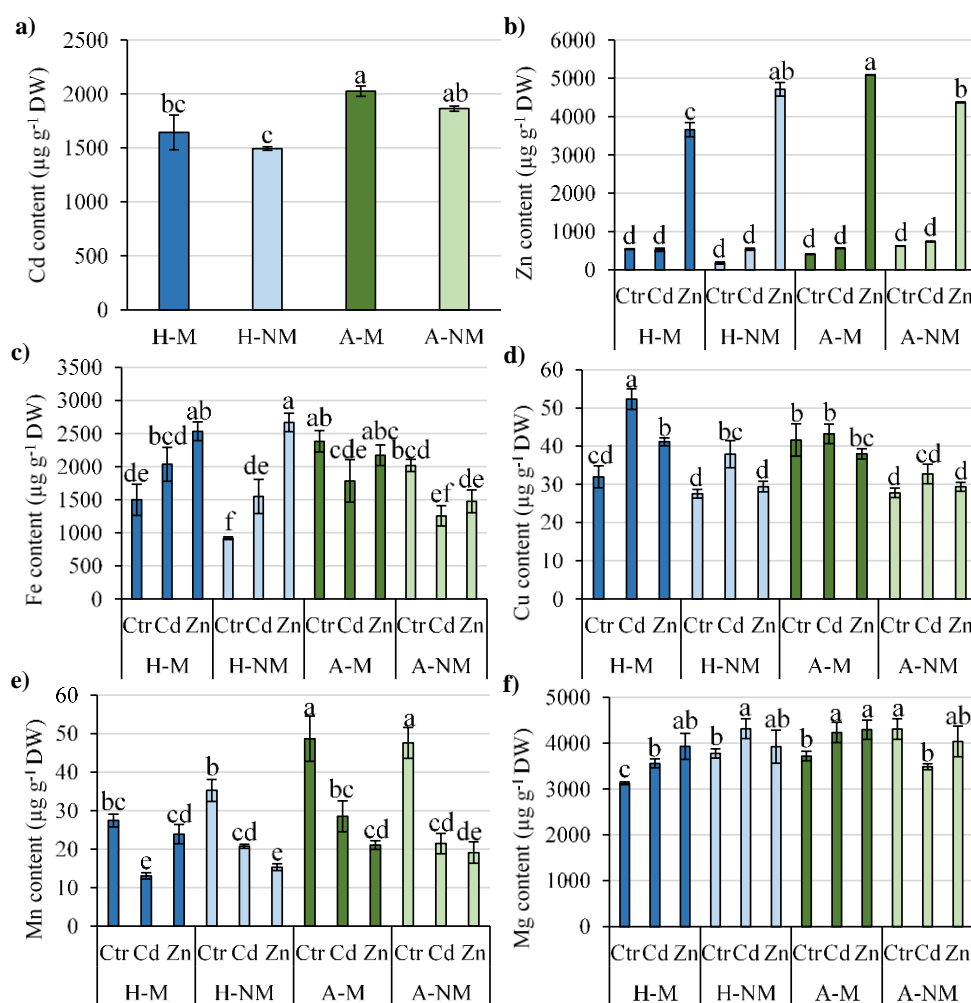 a)
Cd content (µg g⁻¹ DW)
2500
2000
1500
1000
500
0
bc
c
a
ab
H-M
H-NM
A-M
A-NM
b)
Zn content (µg g⁻¹ DW)
6000
5000
4000
3000
2000
1000
0
d d c
d d ab
d d a
d d b
Ctr Cd Zn Ctr Cd Zn Ctr Cd Zn Ctr Cd Zn
H-M H-NM A-M A-NM
c)
Fe content (µg g⁻¹ DW)
3500
3000
2500
2000
1500
1000
500
0
de bcd ab
f de a
ab cde abc
bcd ef de
Ctr Cd Zn Ctr Cd Zn Ctr Cd Zn Ctr Cd Zn
H-M H-NM A-M A-NM
d)
Cu content (µg g⁻¹ DW)
60
50
40
30
20
10
0
cd a b
d bc d
b b bc
d cd d
Ctr Cd Zn Ctr Cd Zn Ctr Cd Zn Ctr Cd Zn
H-M H-NM A-M A-NM
e)
Mn content (µg g⁻¹ DW)
60
50
40
30
20
10
0
bc e cd
b cd e
a bc cd
a cd de
Ctr Cd Zn Ctr Cd Zn Ctr Cd Zn Ctr Cd Zn
H-M H-NM A-M A-NM
f)
Mg content (µg g⁻¹ DW)
5000
4000
3000
2000
1000
0
c b ab
b a ab
b a a
a b ab
Ctr Cd Zn Ctr Cd Zn Ctr Cd Zn Ctr Cd Zn
H-M H-NM A-M A-NM